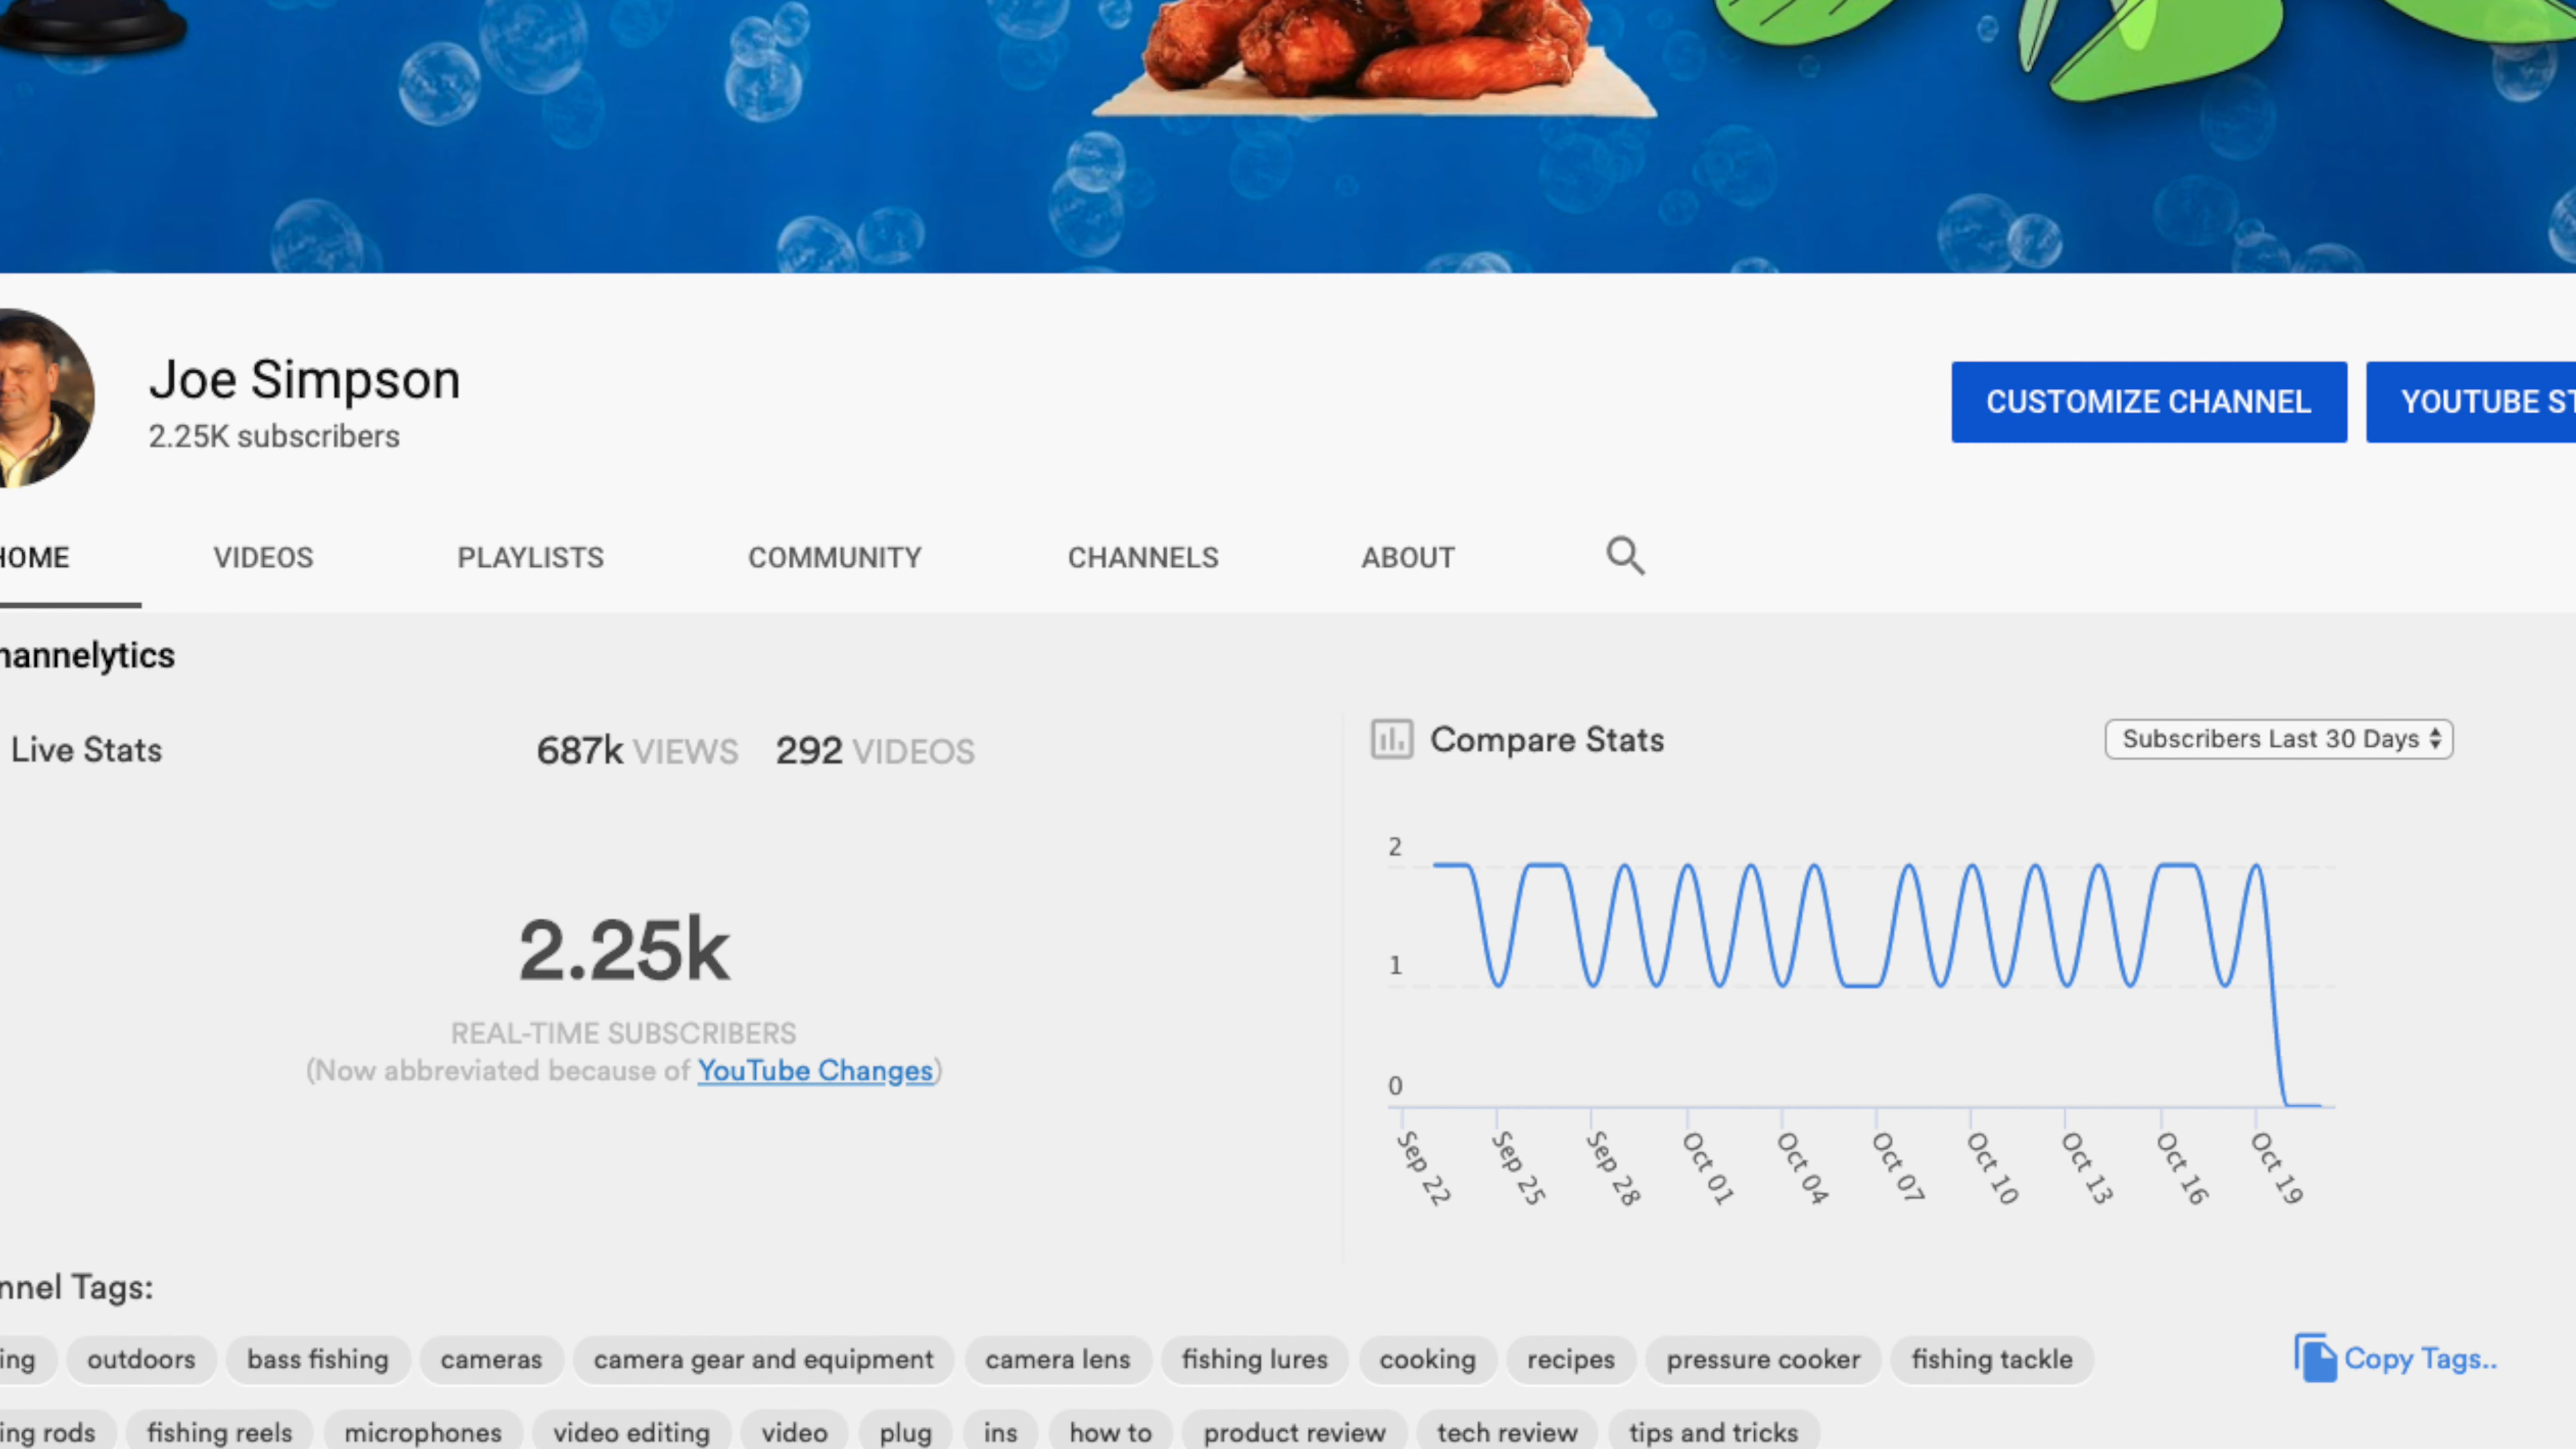 Joe Simpson
2.25K subscribers
CUSTOMIZE CHANNEL
YOUTUBE ST
HOME VIDEOS PLAYLISTS COMMUNITY CHANNELS ABOUT
hannelytics
Live Stats
687k VIEWS 292 VIDEOS
2.25k
REAL-TIME SUBSCRIBERS
(Now abbreviated because of YouTube Changes)
Compare Stats
Subscribers Last 30 Days
2
1
0
Sep 22 Sep 25 Sep 28 Oct 01 Oct 04 Oct 07 Oct 10 Oct 13 Oct 16 Oct 19
nnel Tags:
ing outdoors bass fishing cameras camera gear and equipment camera lens fishing lures cooking recipes pressure cooker fishing tackle
Copy Tags..
ing rods fishing reels microphones video editing video plug ins how to product review tech review tips and tricks